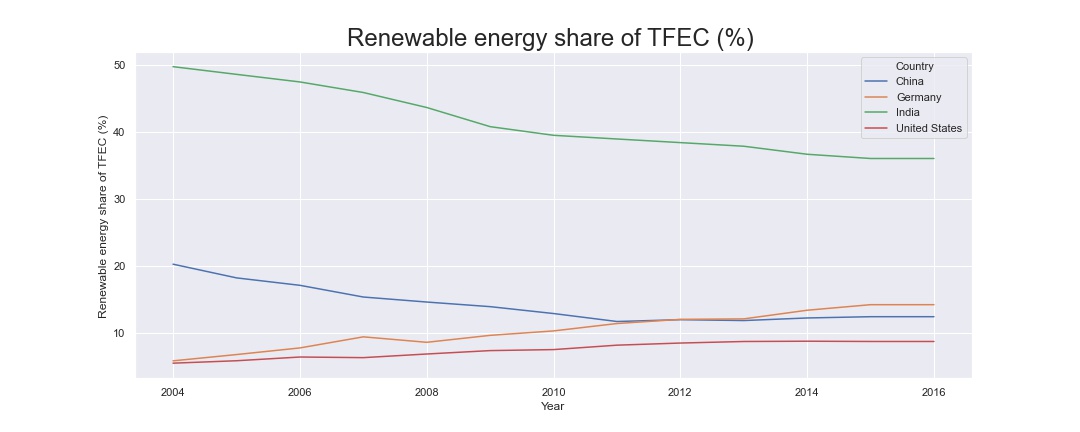 Renewable energy share of TFEC (%)
50
40
30
20
10
Renewable energy share of TFEC (%)
Country
China
Germany
India
United States
2004 2006 2008 2010 2012 2014 2016
Year